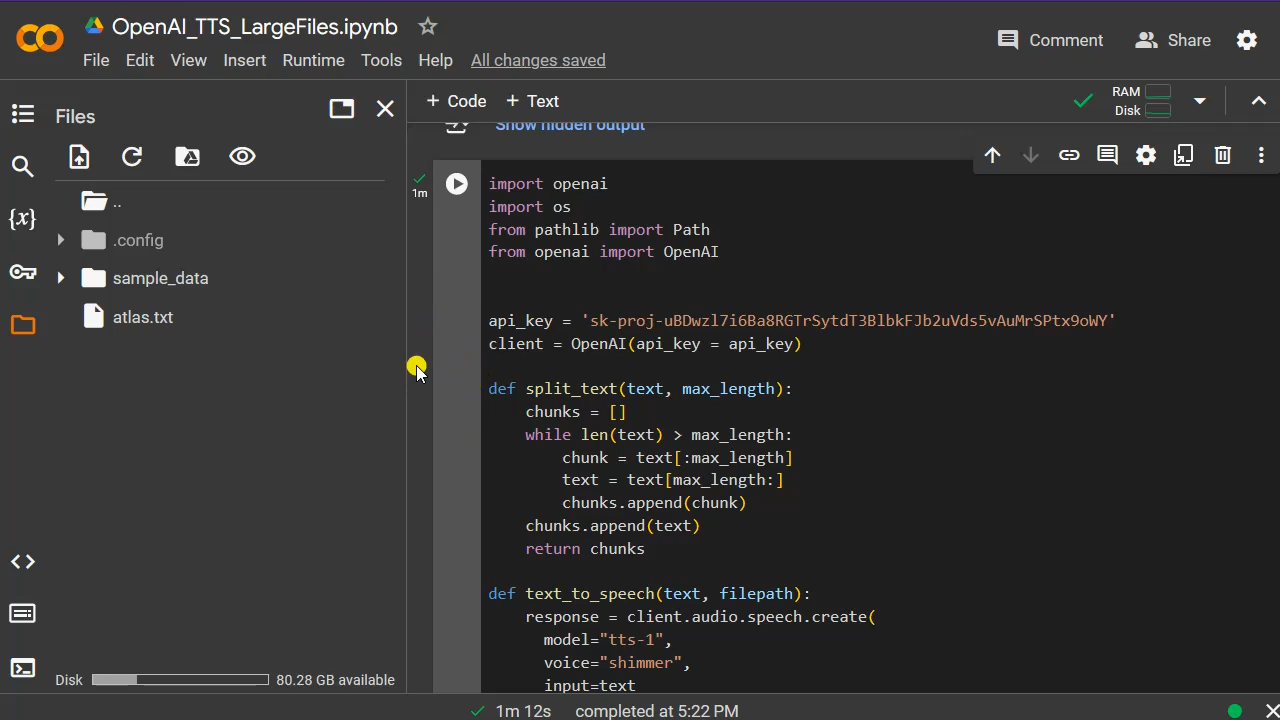 OpenAI_TTS_LargeFiles.ipynb
File Edit View Insert Runtime Tools Help All changes saved
Comment
Share
Files
+ Code + Text
RAM
Disk
Show hidden output
..
.config
sample_data
atlas.txt
{x}
1m
import openai
import os
from pathlib import Path
from openai import OpenAI
api_key = 'sk-proj-uBDwzl7i6Ba8RGTrSytdT3BlbkFJb2uVds5vAuMrSPtx9oWY'
client = OpenAI(api_key = api_key)
def split_text(text, max_length):
    chunks = []
    while len(text) > max_length:
        chunk = text[:max_length]
        text = text[max_length:]
        chunks.append(chunk)
    chunks.append(text)
    return chunks
def text_to_speech(text, filepath):
    response = client.audio.speech.create(
      model="tts-1",
      voice="shimmer",
      input=text
Disk 80.28 GB available
1m 12s completed at 5:22 PM